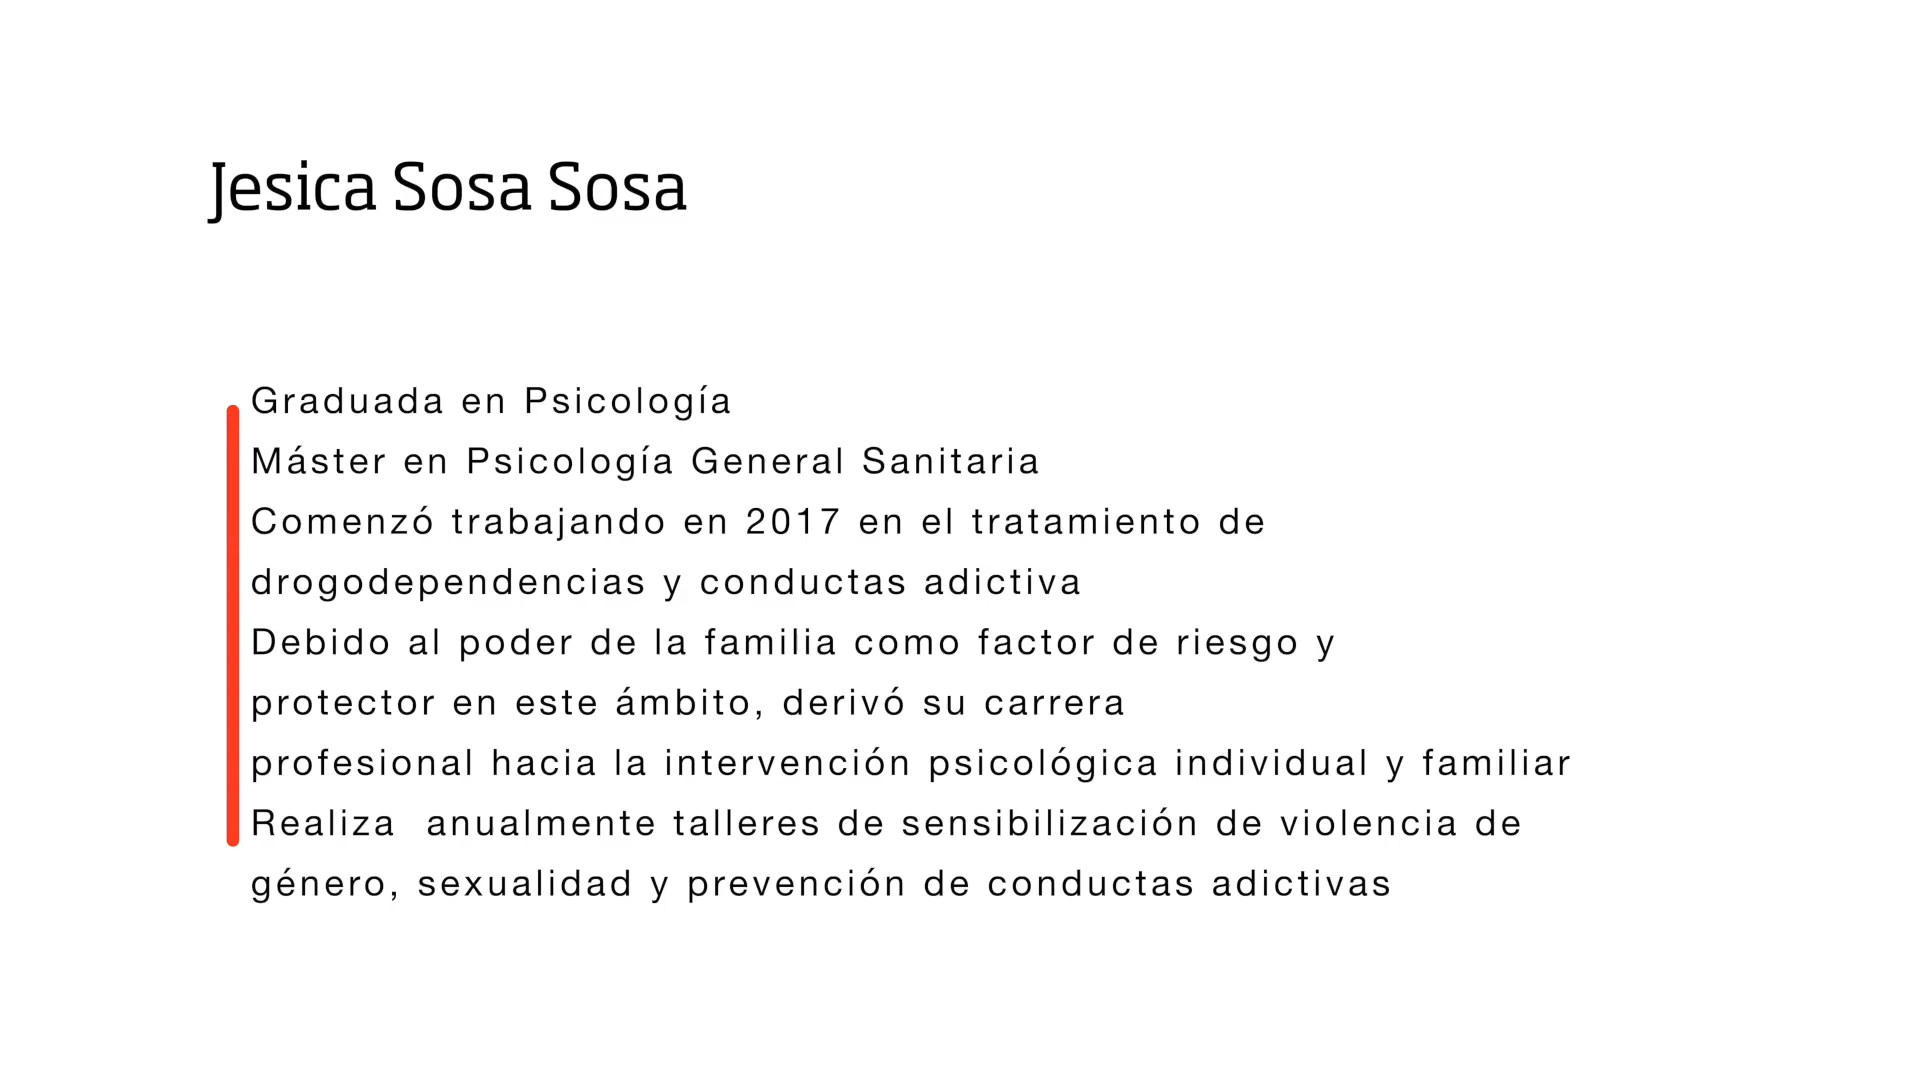 Jesica Sosa Sosa
Graduada en Psicología
Máster en Psicología General Sanitaria
Comenzó trabajando en 2017 en el tratamiento de
drogodependencias y conductas adictiva
Debido al poder de la familia como factor de riesgo y
protector en este ámbito, derivó su carrera
profesional hacia la intervención psicológica individual y familiar
Realiza  anualmente talleres de sensibilización de violencia de
género, sexualidad y prevención de conductas adictivas